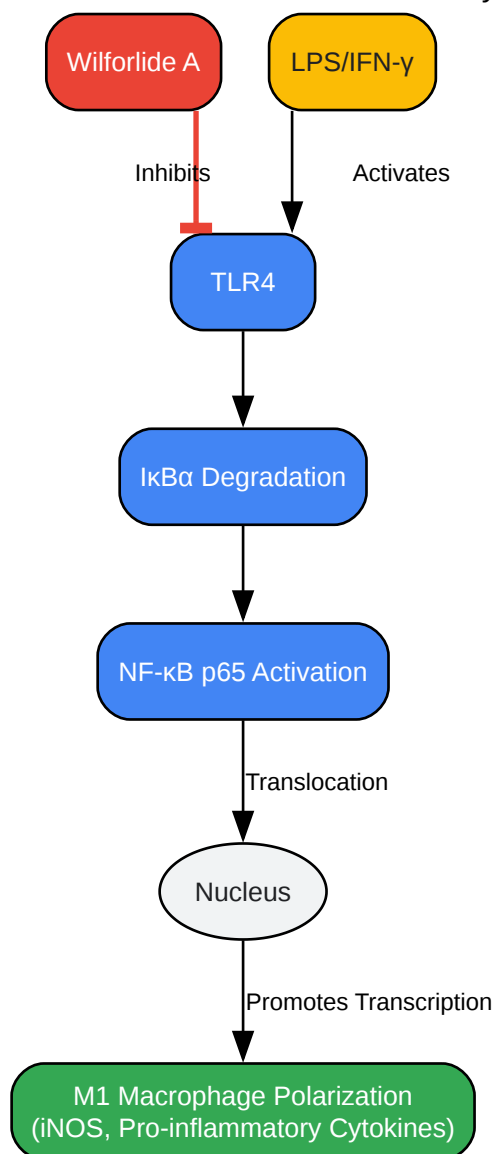 Wilforlide A
LPS/IFN-γ
Inhibits
Activates
TLR4
IκBα Degradation
NF-κB p65 Activation
Translocation
Nucleus
Promotes Transcription
M1 Macrophage Polarization
(iNOS, Pro-inflammatory Cytokines)